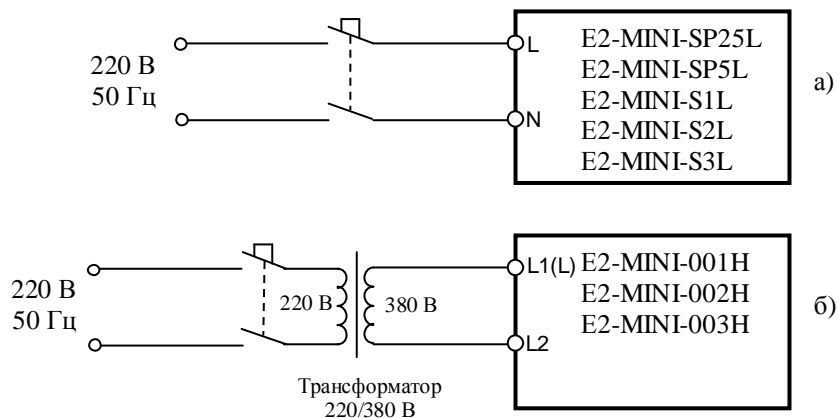 220 В
50 Гц
L
N
E2-MINI-SP25L
E2-MINI-SP5L
E2-MINI-S1L
E2-MINI-S2L
E2-MINI-S3L
а)
220 В
50 Гц
220 В
380 В
Трансформатор
220/380 В
L1(L)
L2
E2-MINI-001H
E2-MINI-002H
E2-MINI-003H
б)